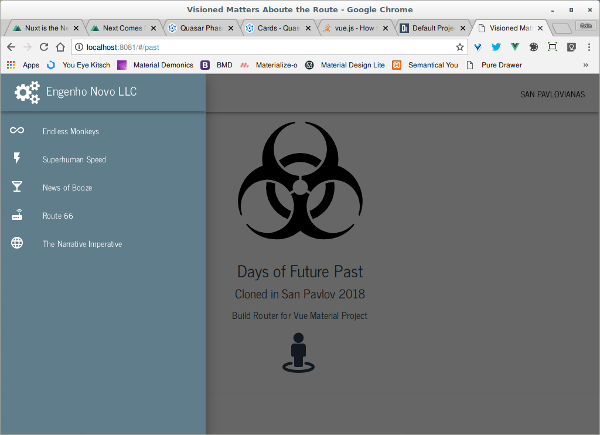 Visioned Matters Aboute the Route - Google Chrome
Nuxt is the Ne
Next Comes
Quasar Phas
Cards - Quas
vue.js - How
Default Proje
Visioned Mat
localhost:8081/#/past
Apps
You Eye Kitsch
Material Demonics
BMD
Materialize-o
Material Design Lite
Semantical You
Pure Drawer
»
Engenho Novo LLC
SAN PAVLOVIANAS
Endless Monkeys
Superhuman Speed
News of Booze
Route 66
The Narrative Imperative
Days of Future Past
Cloned in San Pavlov 2018
Build Router for Vue Material Project